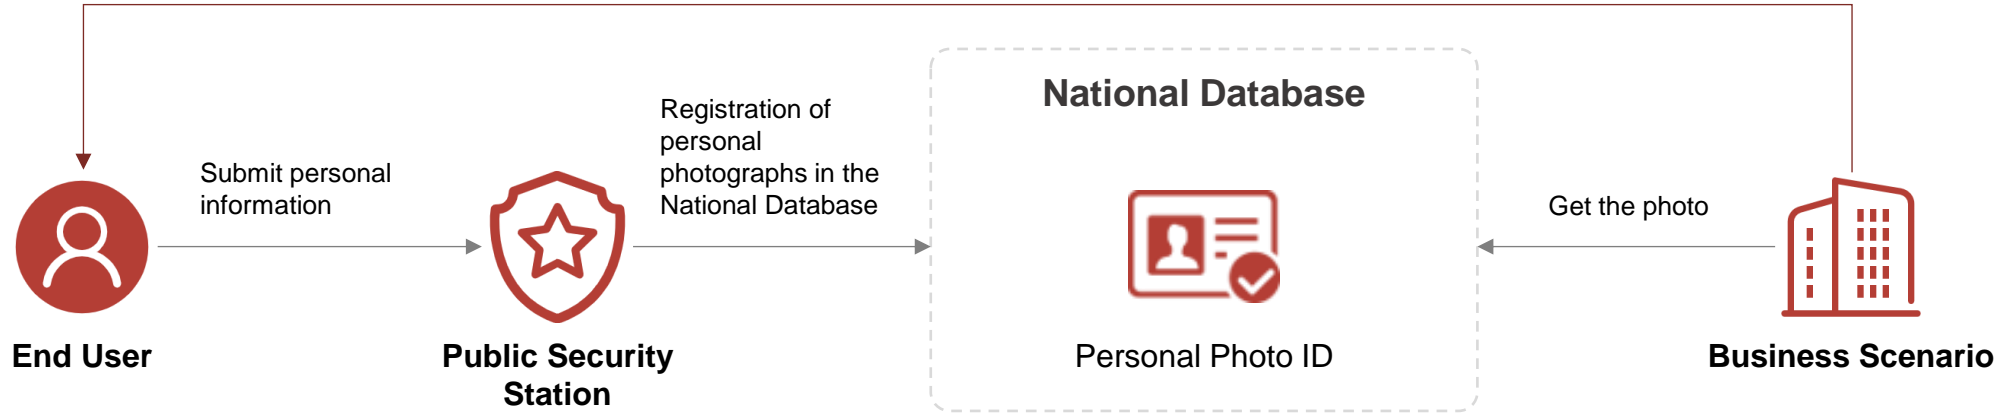 National Database
Registration of
personal
photographs in the
National Database
Submit personal
information
Get the photo
End User
Public Security
Station
Personal Photo ID
Business Scenario